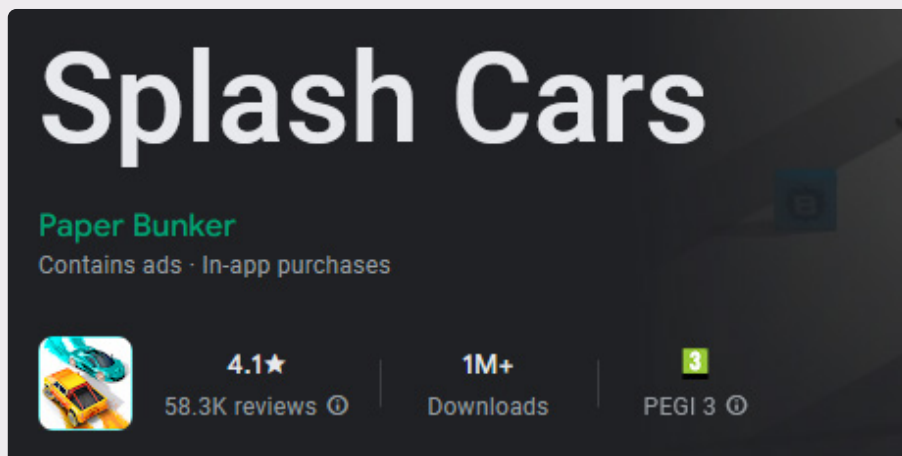 Splash Cars
Paper Bunker
Contains ads · In-app purchases
4.1★ 1M+ 3
58.3K reviews Downloads PEGI 3